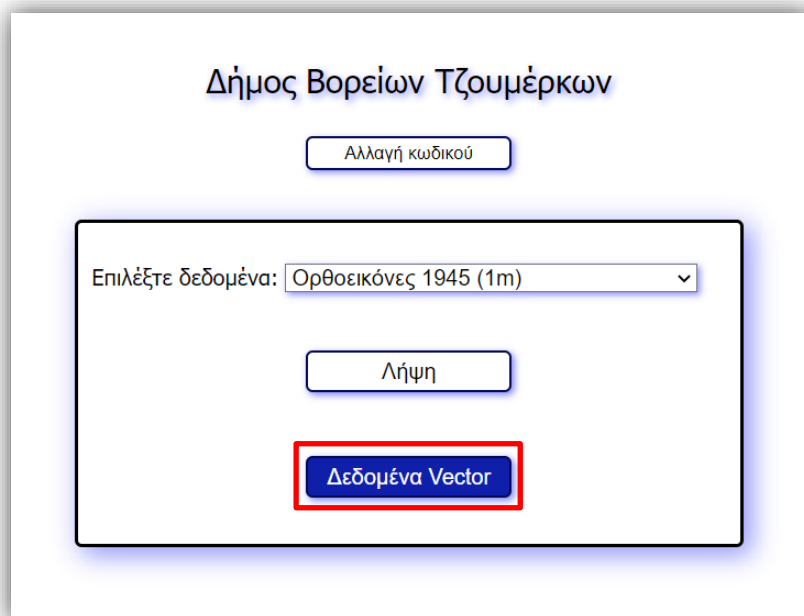 Δήμος Βορείων Τζουμέρκων
Αλλαγή κωδικού
Επιλέξτε δεδομένα: Ορθοεικόνες 1945 (1m)
Λήψη
Δεδομένα Vector